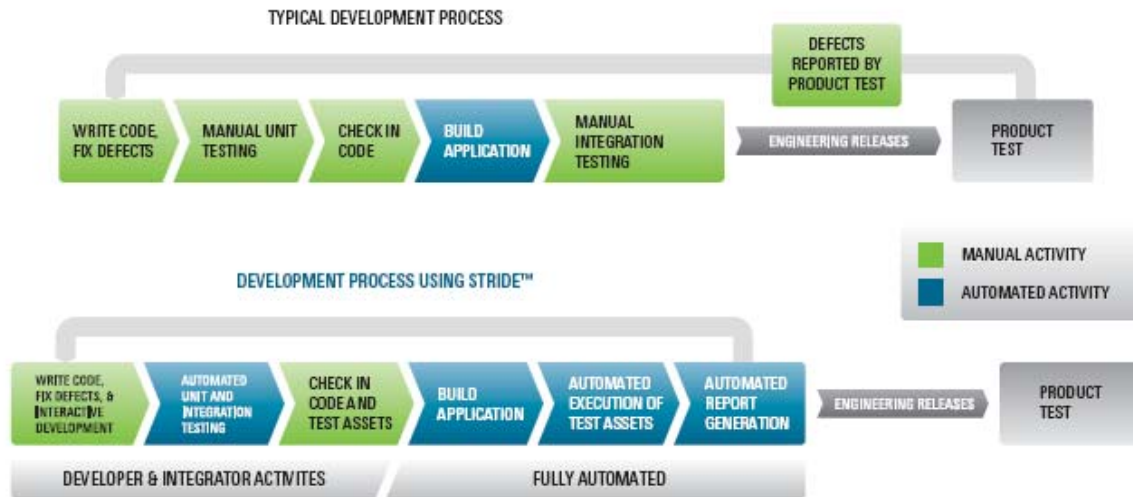 TYPICAL DEVELOPMENT PROCESS
DEFECTS
REPORTED BY
PRODUCT TEST
WRITE CODE,
FIX DEFECTS
MANUAL UNIT
TESTING
CHECK IN
CODE
BUILD
APPLICATION
MANUAL
INTEGRATION
TESTING
ENGINEERING RELEASES
PRODUCT
TEST
MANUAL ACTIVITY
AUTOMATED ACTIVITY
DEVELOPMENT PROCESS USING STRIDE™
WRITE CODE,
FIX DEFECTS, &
INTERACTIVE
DEVELOPMENT
AUTOMATED
UNIT AND
INTEGRATION
TESTING
CHECK IN
CODE AND
TEST ASSETS
BUILD
APPLICATION
AUTOMATED
EXECUTION OF
TEST ASSETS
AUTOMATED
REPORT
GENERATION
ENGINEERING RELEASES
PRODUCT
TEST
DEVELOPER & INTEGRATOR ACTIVITES
FULLY AUTOMATED